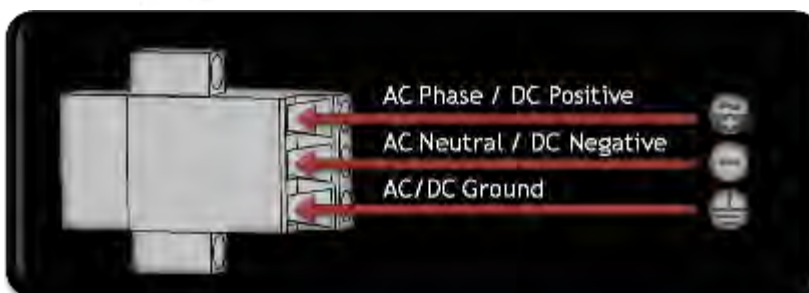 AC Phase / DC Positive
AC Neutral / DC Negative
AC/DC Ground